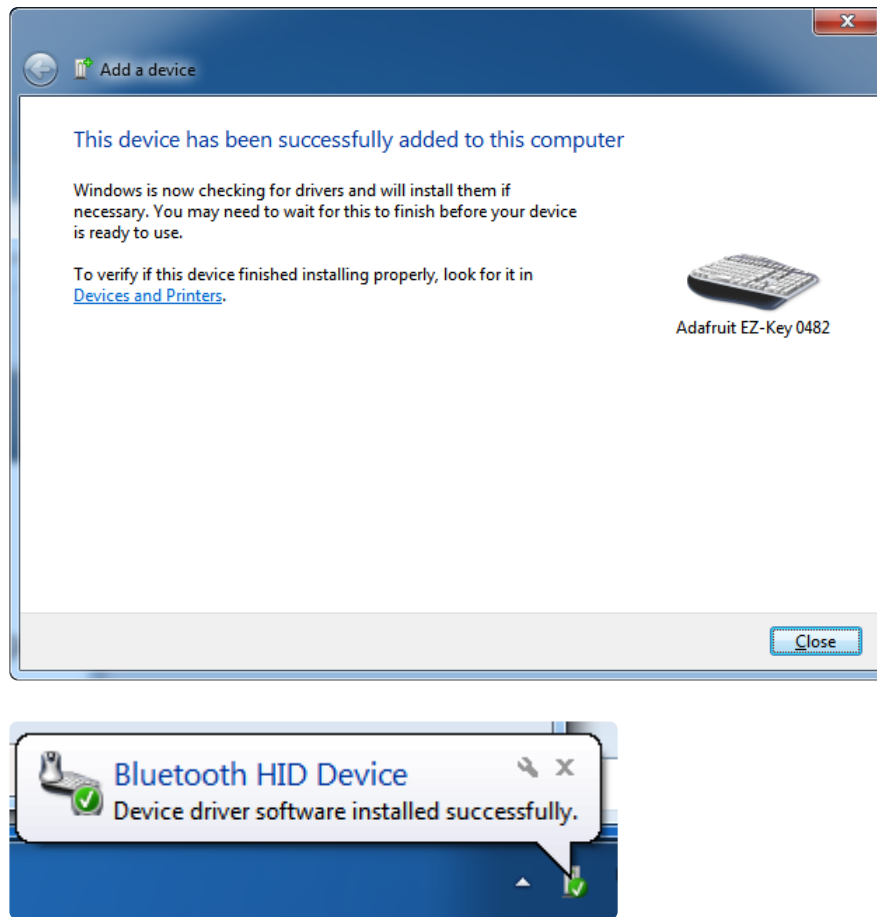 Add a device
This device has been successfully added to this computer
Windows is now checking for drivers and will install them if
necessary. You may need to wait for this to finish before your device
is ready to use.
To verify if this device finished installing properly, look for it in
Devices and Printers.
Adafruit EZ-Key 0482
Close
Bluetooth HID Device
Device driver software installed successfully.